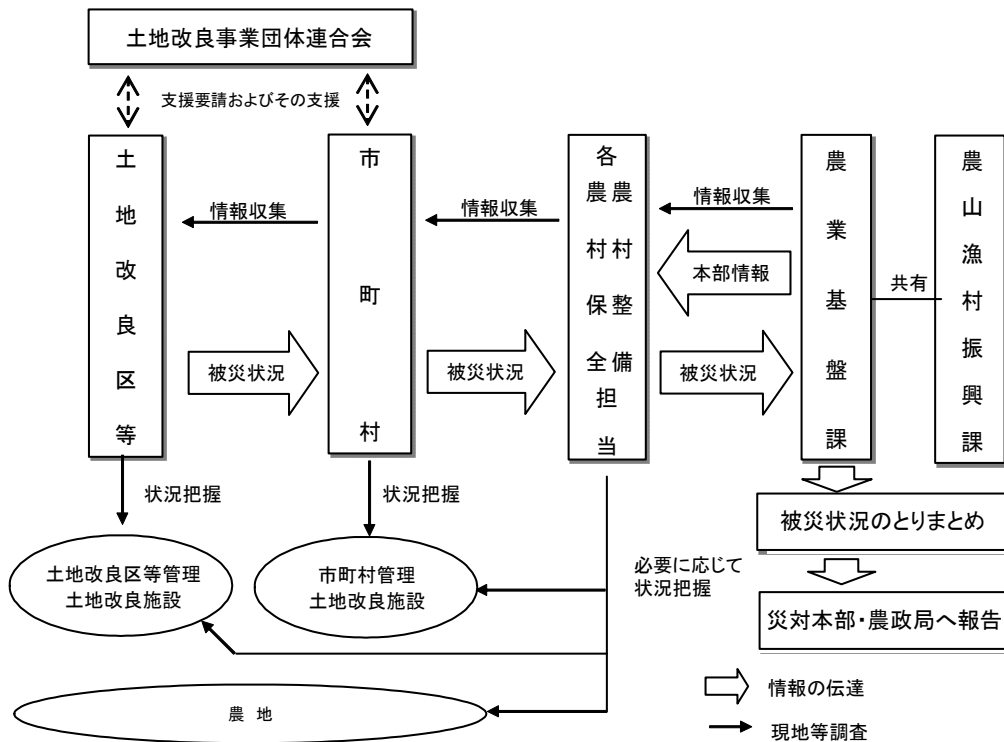 土地改良事業団体連合会
支援要請およびその支援
土地改良区等
市町村
各農村保全担当
農村整備
農業基盤課
農山漁村振興課
情報収集
情報収集
情報収集
本部情報
共有
被災状況
被災状況
被災状況
状況把握
状況把握
被災状況のとりまとめ
土地改良区等管理
土地改良施設
市町村管理
土地改良施設
必要に応じて
状況把握
災対本部・農政局へ報告
情報の伝達
農 地
現地等調査